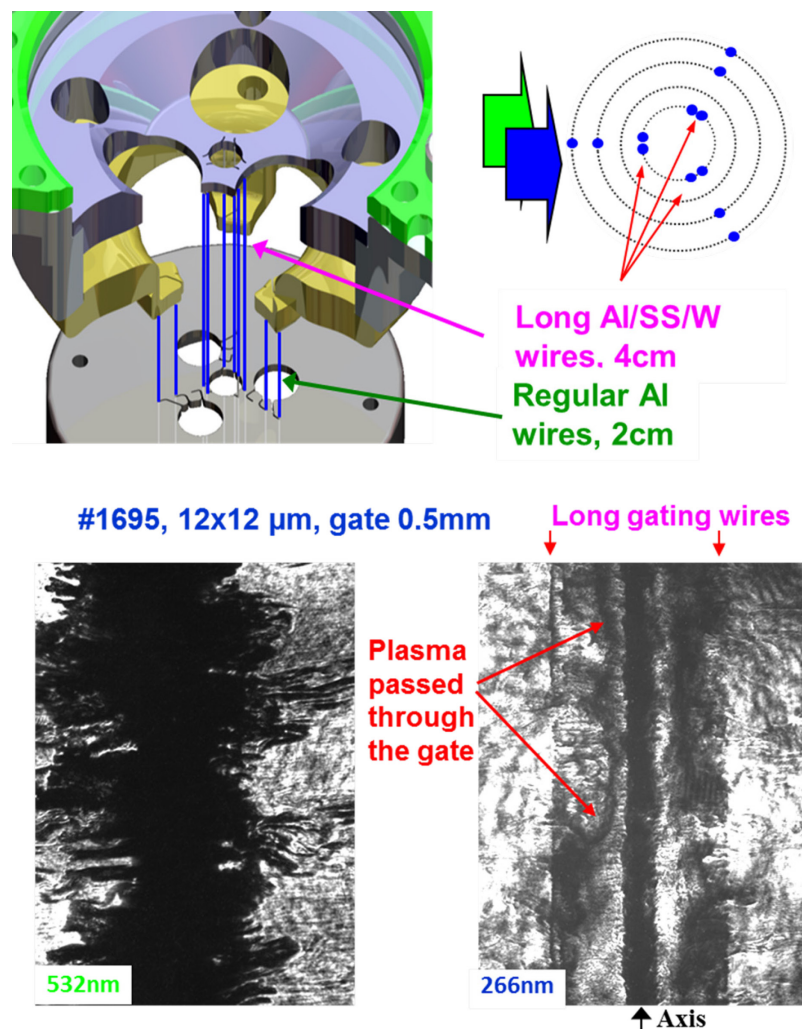 Long Al/SS/W
wires. 4cm
Regular Al
wires, 2cm
#1695, 12x12 µm, gate 0.5mm
Long gating wires
Plasma
passed
through
the gate
532nm
266nm
Axis